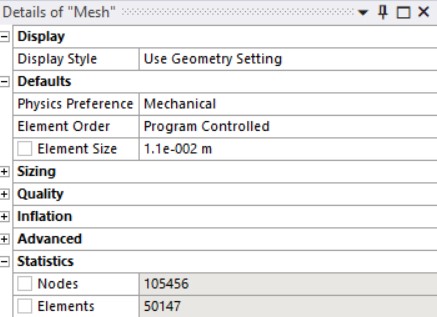 Details of "Mesh"
Display
Display Style Use Geometry Setting
Defaults
Physics Preference Mechanical
Element Order Program Controlled
Element Size 1.1e-002 m
Sizing
Quality
Inflation
Advanced
Statistics
Nodes 105456
Elements 50147